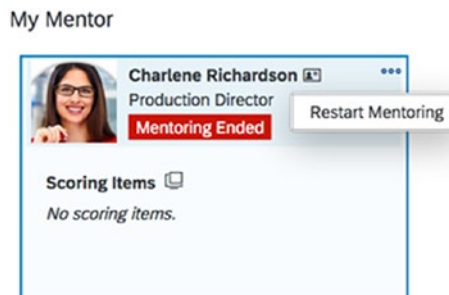 My Mentor
Charlene Richardson
Production Director
Mentoring Ended
Restart Mentoring
Scoring Items
No scoring items.